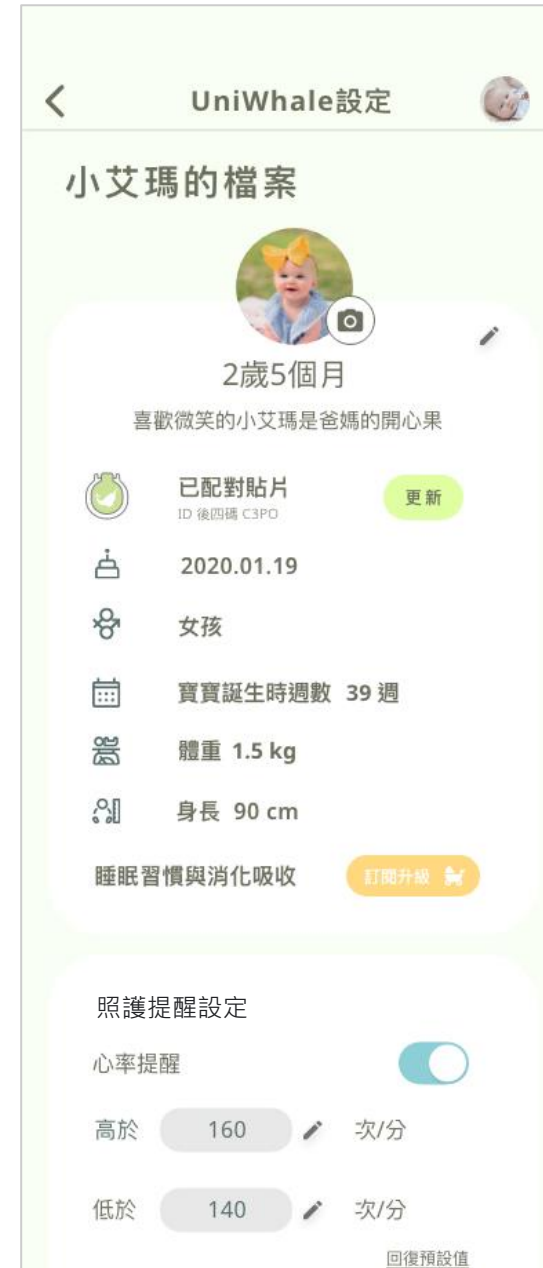 UniWhale設定
小艾瑪的檔案
2歲5個月
喜歡微笑的小艾瑪是爸媽的開心果
已配對貼片
更新
ID 後四碼 C3PO
2020.01.19
女孩
寶寶誕生時週數 39 週
體重 1.5 kg
身長 90 cm
睡眠習慣與消化吸收 訂閱升級
照護提醒設定
心率提醒
高於 160 次/分
低於 140 次/分
回復預設值